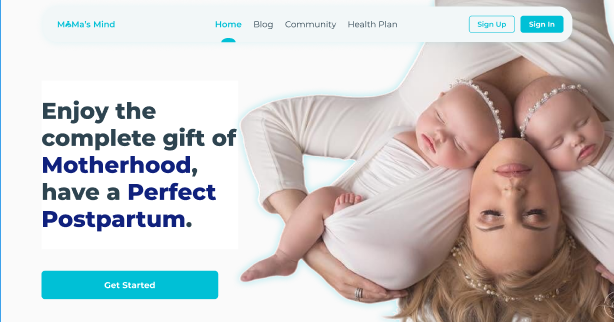 MaMa's Mind
Home
Blog
Community
Health Plan
Sign Up
Sign In
Enjoy the
complete gift of
Motherhood,
have a Perfect
Postpartum.
Get Started